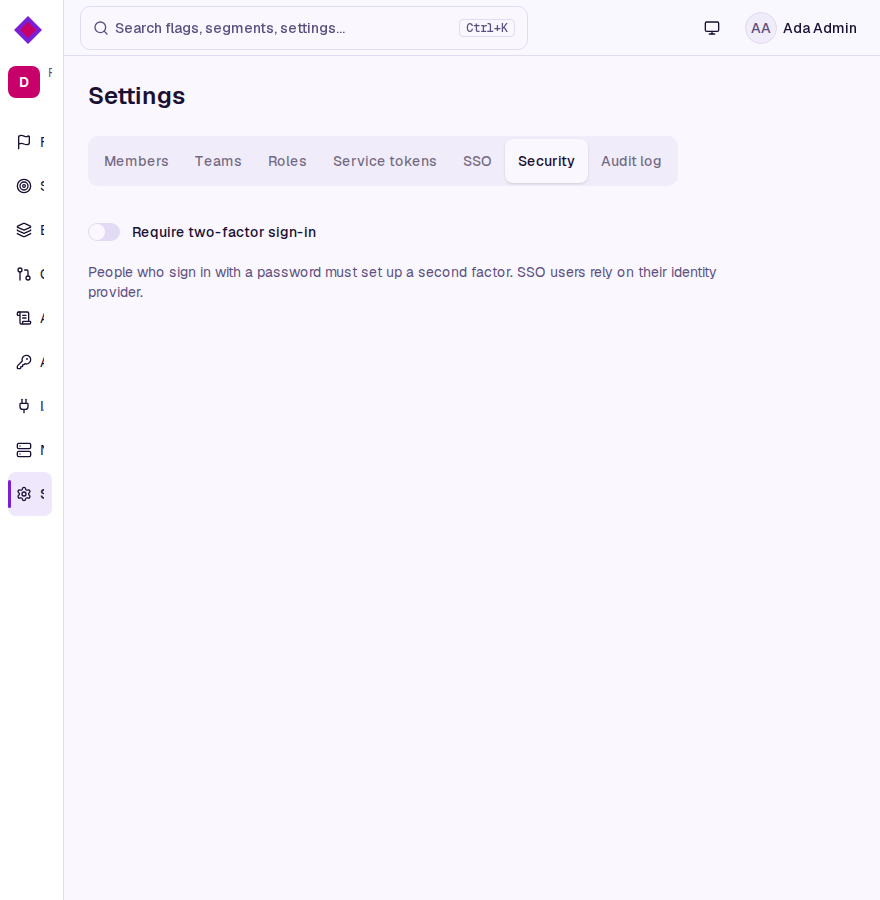 Search flags, segments, settings...
Ctrl+K
AA
Ada Admin
D
Settings
Members
Teams
Roles
Service tokens
SSO
Security
Audit log
Require two-factor sign-in
People who sign in with a password must set up a second factor. SSO users rely on their identity
provider.